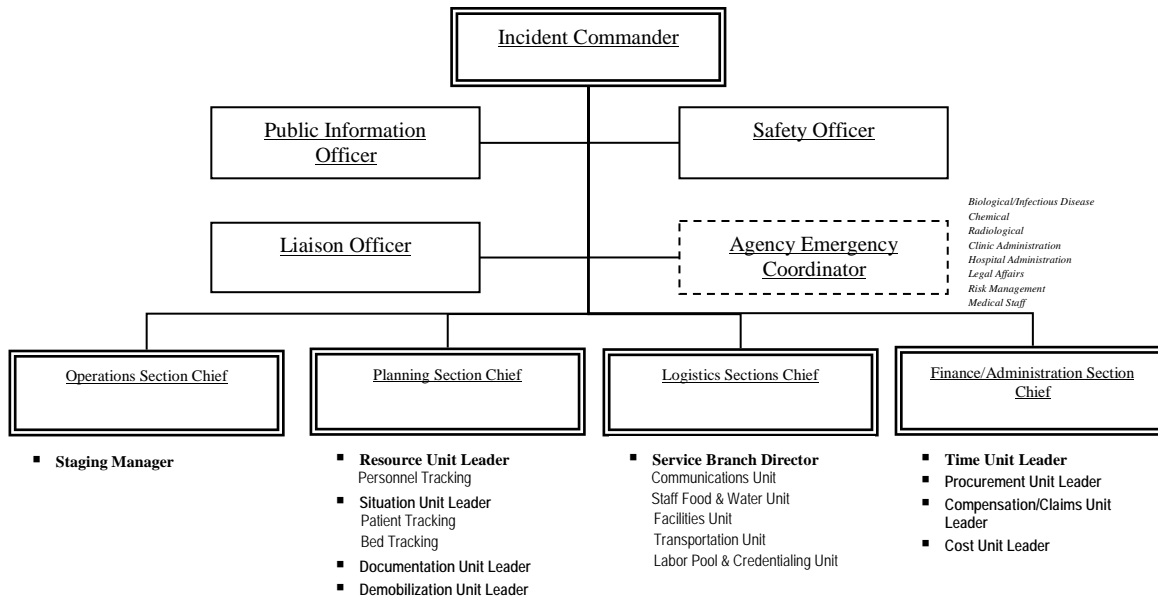 Incident Commander
Public Information
Officer
Safety Officer
Liaison Officer
Agency Emergency
Coordinator
Biological/Infectious Disease
Chemical
Radiological
Clinic Administration
Hospital Administration
Legal Affairs
Risk Management
Medical Staff
Operations Section Chief
Planning Section Chief
Logistics Sections Chief
Finance/Administration Section
Chief
▪ Staging Manager
▪ Resource Unit Leader
Personnel Tracking
▪ Situation Unit Leader
Patient Tracking
Bed Tracking
▪ Documentation Unit Leader
▪ Demobilization Unit Leader
▪ Service Branch Director
Communications Unit
Staff Food & Water Unit
Facilities Unit
Transportation Unit
Labor Pool & Credentialing Unit
▪ Time Unit Leader
▪ Procurement Unit Leader
▪ Compensation/Claims Unit
Leader
▪ Cost Unit Leader